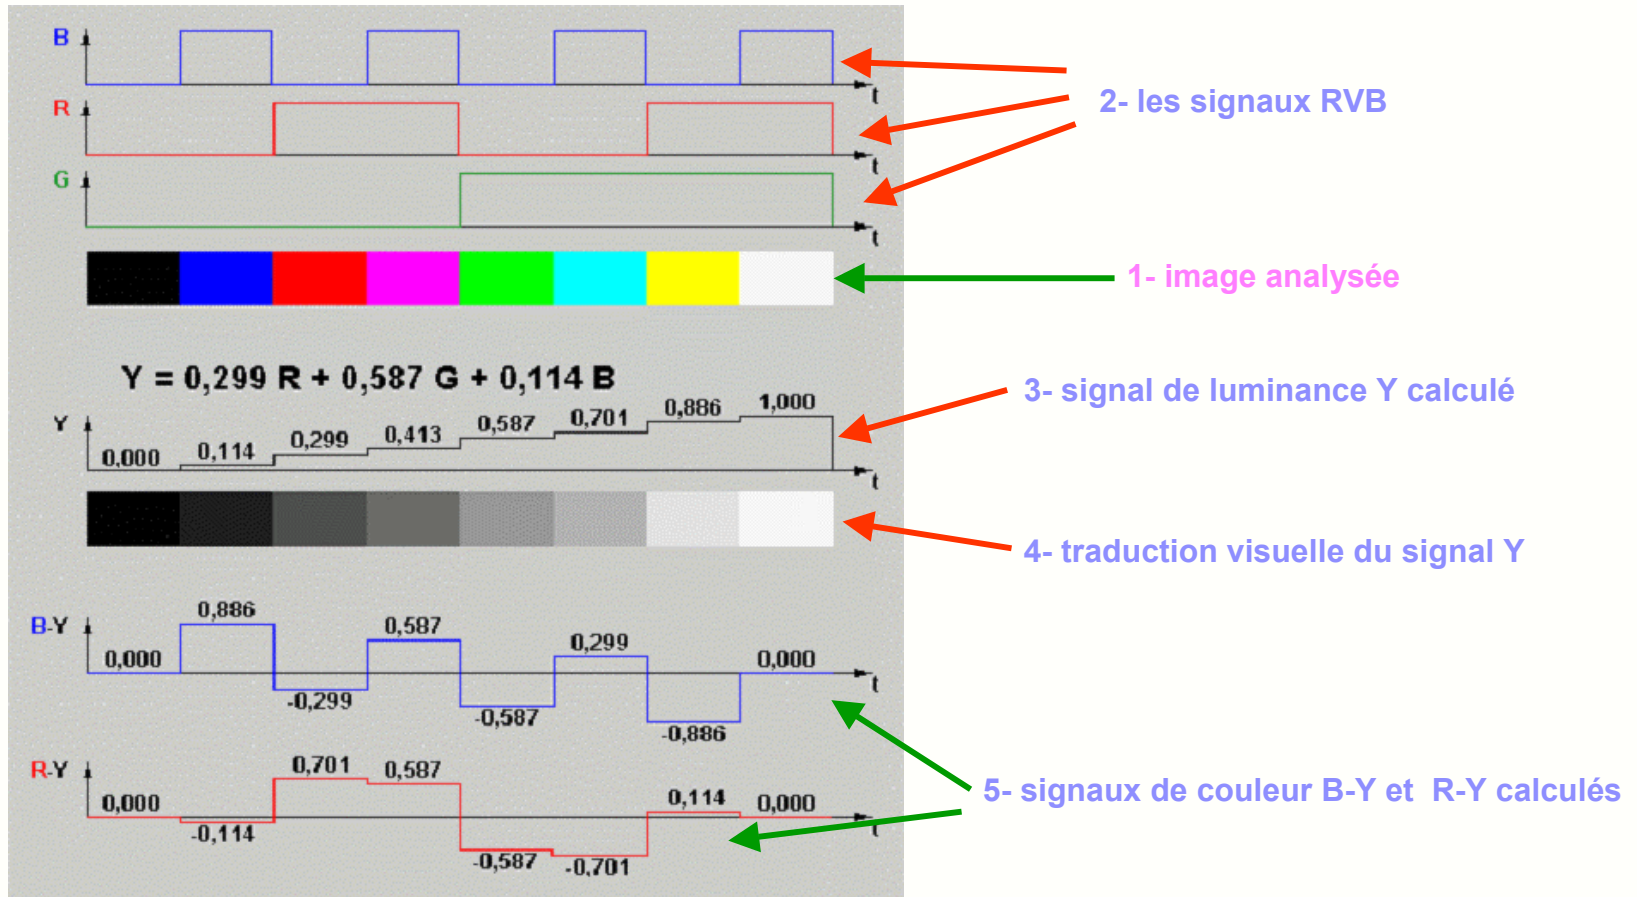 B
t
2- les signaux RVB
R
t
G
t
1- image analysée
Y = 0,299 R + 0,587 G + 0,114 B
3- signal de luminance Y calculé
Y
0,000 0,114 0,299 0,413 0,587 0,701 0,886 1,000
t
4- traduction visuelle du signal Y
B-Y
0,000 0,886 -0,299 0,587 -0,587 0,299 -0,886 0,000
t
R-Y
0,000 -0,114 0,701 0,587 -0,587 -0,701 0,114 0,000
t
5- signaux de couleur B-Y et R-Y calculés